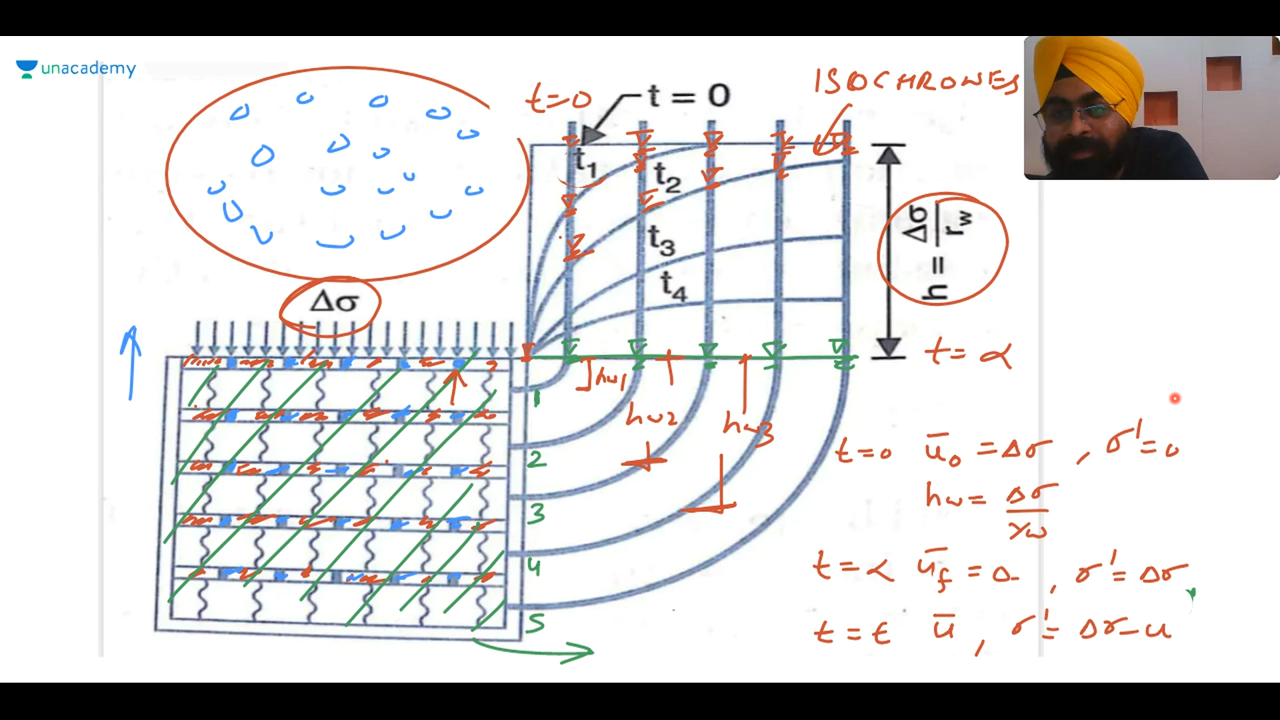 unacademy
t=0
t = 0
ISOCHRONES
t₁
t₂
t₃
t₄
h = Δσ/rw
Δσ
t=α
1
2
3
4
5
hw1
hw2
hw3
t=0 ū₀ = Δσ , σ'=0
hw = Δσ/γw
t=α ūf = 0 , σ'= Δσ
t=t ū , σ'= Δσ-u